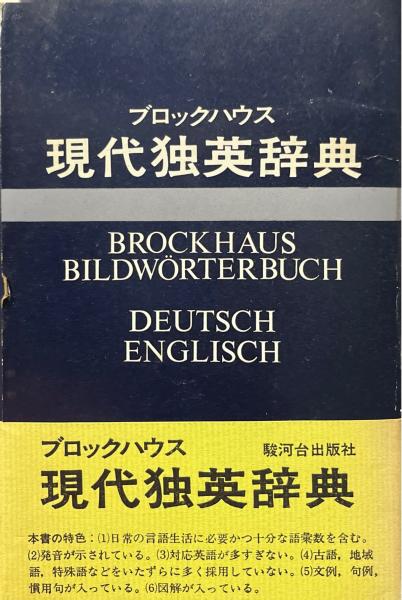 ブロックハウス
現代独英辞典
BROCKHAUS
BILDWÖRTERBUCH
DEUTSCH
ENGLISCH
ブロックハウス 駿河台出版社
現代独英辞典
本書の特色:(1)日常の言語生活に必要かつ十分な語彙数を含む。
(2)発音が示されている。(3)対応英語が多すぎない。(4)古語,地域
語,特殊語などをいたずらに多く採用していない。(5)文例,句例,
慣用句が入っている。(6)図解が入っている。